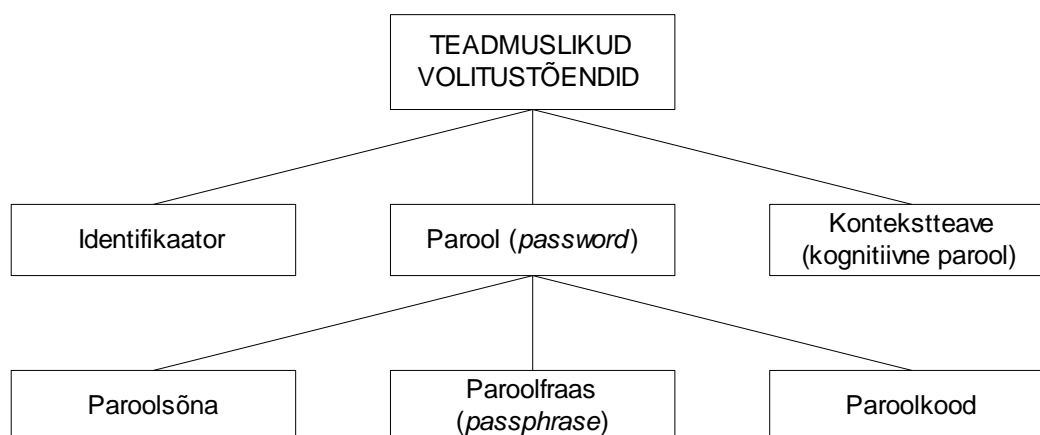 TEADMUSLIKUD
VOLITUSTÕENDID
Identifikaator
Parool (password)
Kontekstteave
(kognitiivne parool)
Paroolsõna
Paroolfraas
(passphrase)
Paroolkood